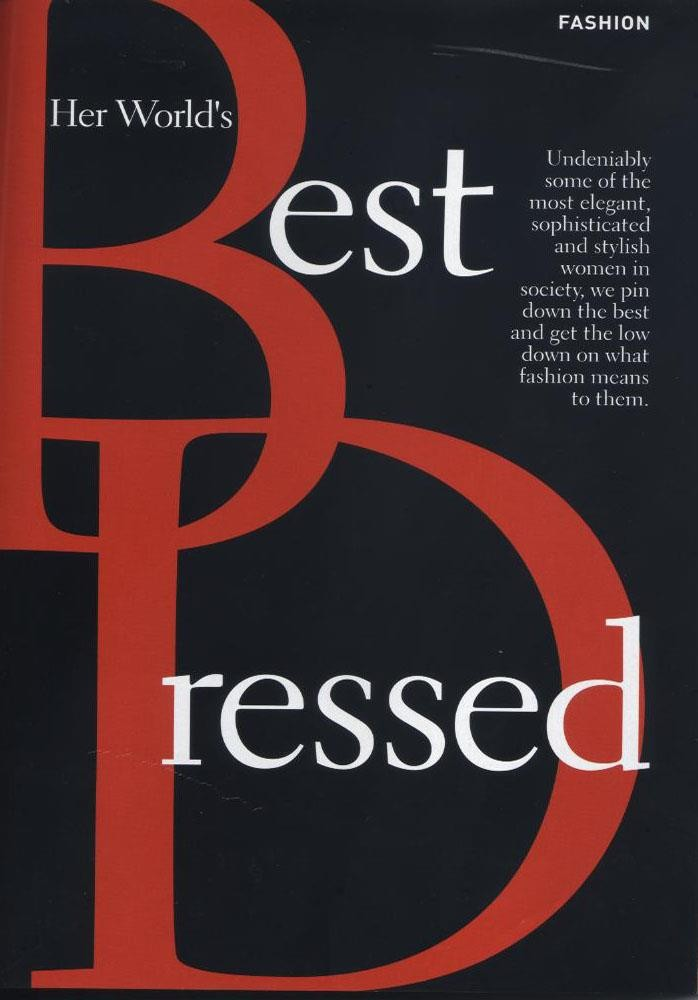 FASHION
Her World's
Best
Undeniably
some of the
most elegant,
sophisticated
and stylish
women in
society, we pin
down the best
and get the low
down on what
fashion means
to them.
Dressed